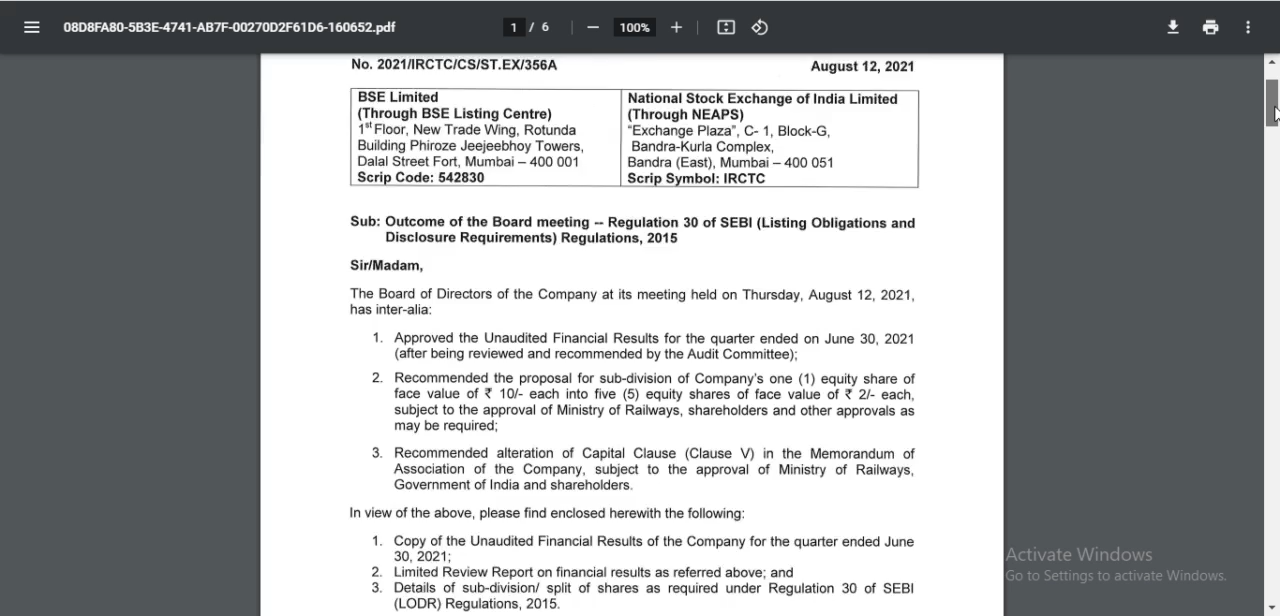 08D8FA80-5B3E-4741-AB7F-00270D2F61D6-160652.pdf
1 / 6
100%
No. 2021/IRCTC/CS/ST.EX/356A
August 12, 2021
BSE Limited
(Through BSE Listing Centre)
1st Floor, New Trade Wing, Rotunda
Building Phiroze Jeejeebhoy Towers,
Dalal Street Fort, Mumbai – 400 001
Scrip Code: 542830
National Stock Exchange of India Limited
(Through NEAPS)
“Exchange Plaza”, C- 1, Block-G,
Bandra-Kurla Complex,
Bandra (East), Mumbai – 400 051
Scrip Symbol: IRCTC
Sub: Outcome of the Board meeting -- Regulation 30 of SEBI (Listing Obligations and
Disclosure Requirements) Regulations, 2015
Sir/Madam,
The Board of Directors of the Company at its meeting held on Thursday, August 12, 2021,
has inter-alia:
1. Approved the Unaudited Financial Results for the quarter ended on June 30, 2021
(after being reviewed and recommended by the Audit Committee);
2. Recommended the proposal for sub-division of Company's one (1) equity share of
face value of ₹ 10/- each into five (5) equity shares of face value of ₹ 2/- each,
subject to the approval of Ministry of Railways, shareholders and other approvals as
may be required;
3. Recommended alteration of Capital Clause (Clause V) in the Memorandum of
Association of the Company, subject to the approval of Ministry of Railways,
Government of India and shareholders.
In view of the above, please find enclosed herewith the following:
1. Copy of the Unaudited Financial Results of the Company for the quarter ended June
30, 2021;
2. Limited Review Report on financial results as referred above; and
3. Details of sub-division/ split of shares as required under Regulation 30 of SEBI
(LODR) Regulations, 2015.
Activate Windows
Go to Settings to activate Windows.